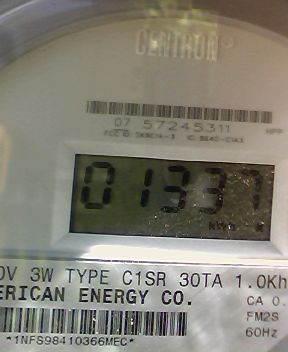 CENTRON®
07 57245311
01337
kWh
0V 3W TYPE C1SR 30TA 1.0Kh
ERICAN ENERGY CO.
CA 0.
FM2S
60Hz
*1NFS98410366MEC*